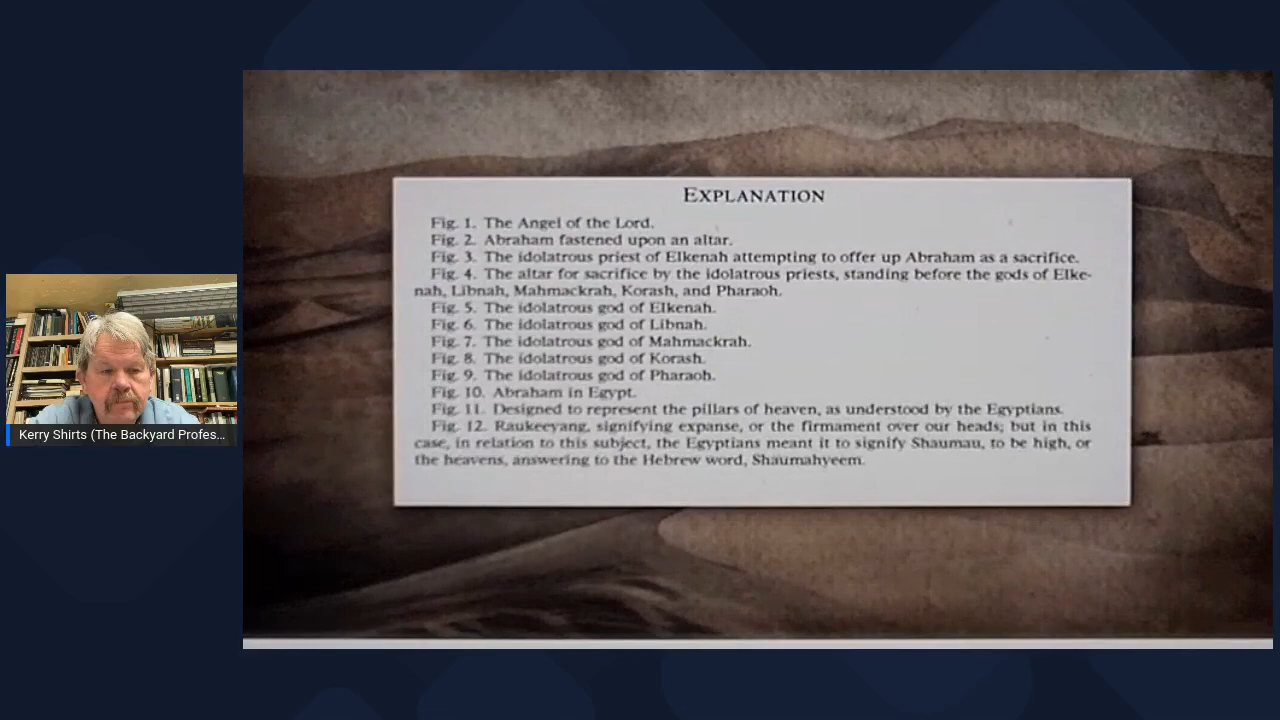 EXPLANATION
Fig. 1. The Angel of the Lord.
Fig. 2. Abraham fastened upon an altar.
Fig. 3. The idolatrous priest of Elkenah attempting to offer up Abraham as a sacrifice.
Fig. 4. The altar for sacrifice by the idolatrous priests, standing before the gods of Elke-
nah, Libnah, Mahmackrah, Korash, and Pharaoh.
Fig. 5. The idolatrous god of Elkenah.
Fig. 6. The idolatrous god of Libnah.
Fig. 7. The idolatrous god of Mahmackrah.
Fig. 8. The idolatrous god of Korash.
Fig. 9. The idolatrous god of Pharaoh.
Fig. 10. Abraham in Egypt.
Fig. 11. Designed to represent the pillars of heaven, as understood by the Egyptians.
Fig. 12. Raukeeyang, signifying expanse, or the firmament over our heads; but in this
case, in relation to this subject, the Egyptians meant it to signify Shaumau, to be high, or
the heavens, answering to the Hebrew word, Shaumahyeem.
Kerry Shirts (The Backyard Profes...